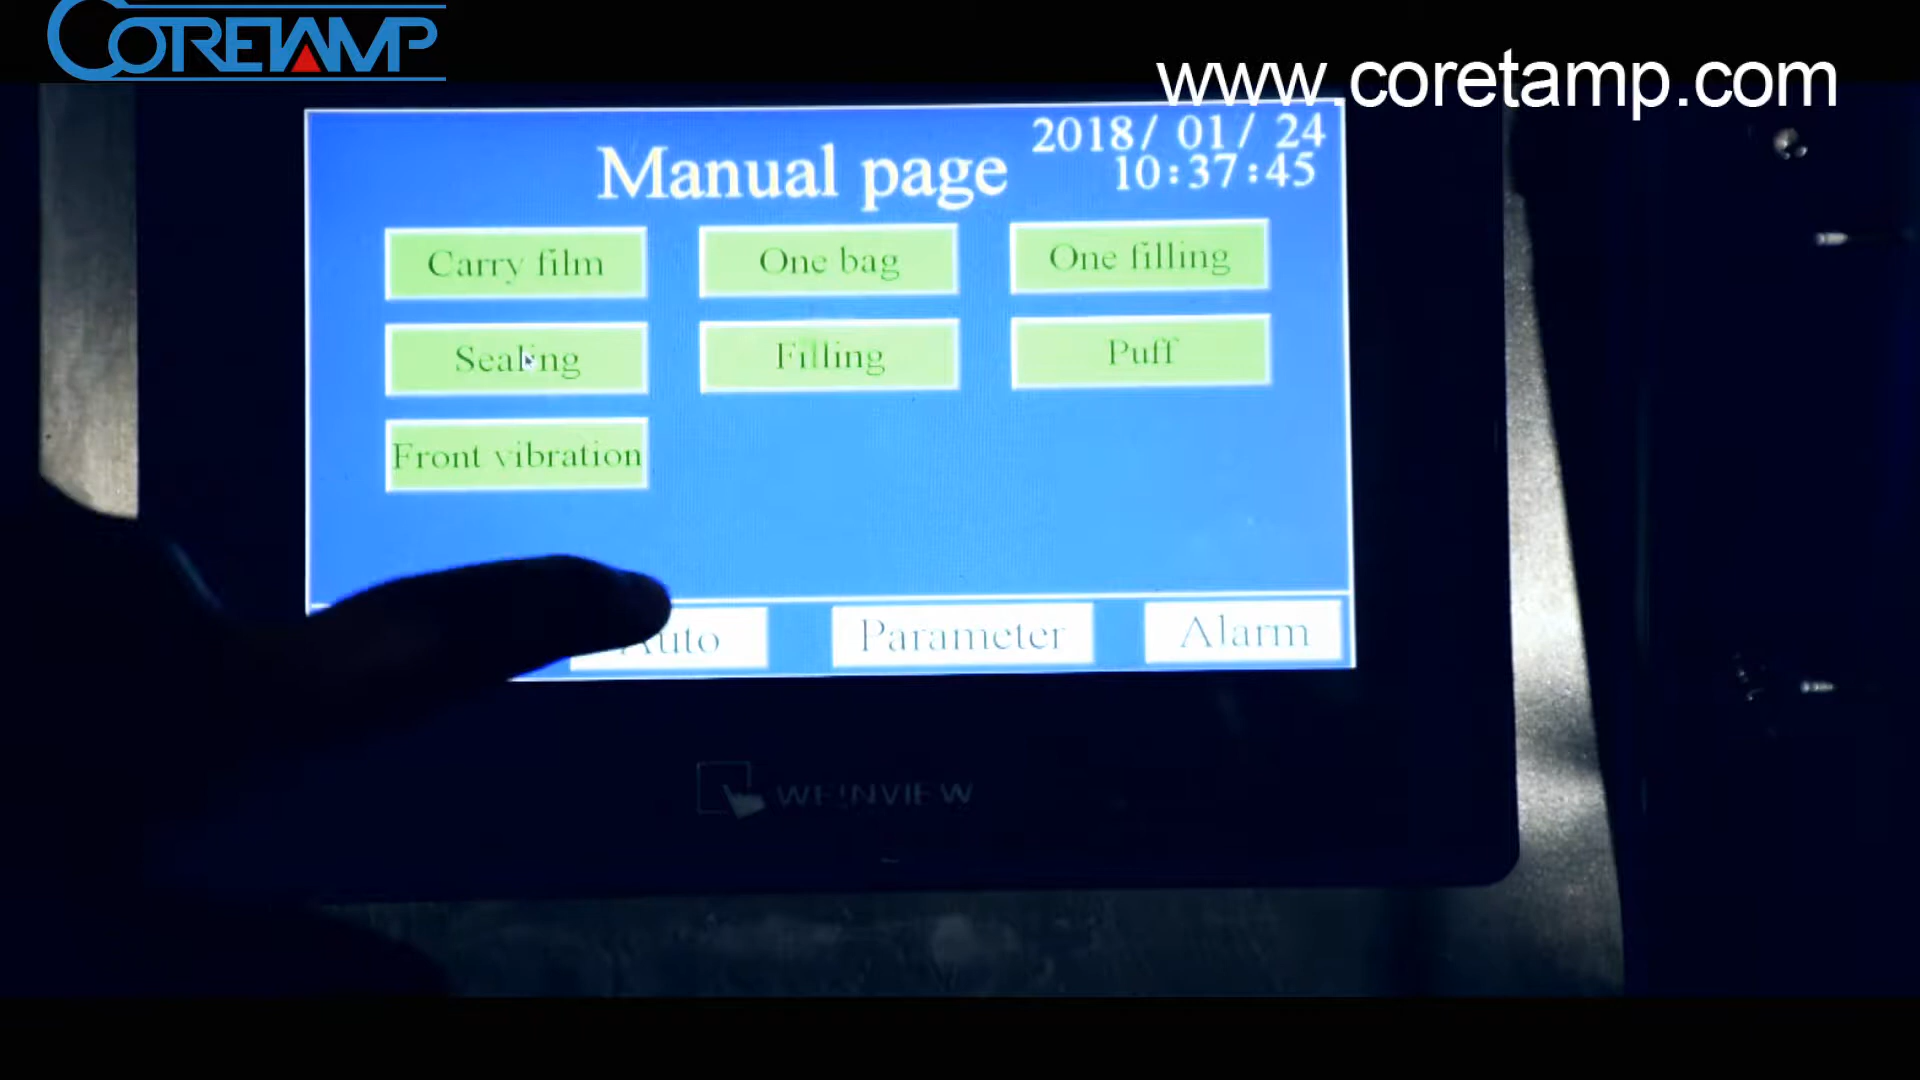 CORETAMP
www.coretamp.com
2018/ 01/ 24
Manual page
10:37:45
Carry film
One bag
One filling
Sealing
Filling
Puff
Front vibration
Auto
Parameter
Alarm
WEINVIEW